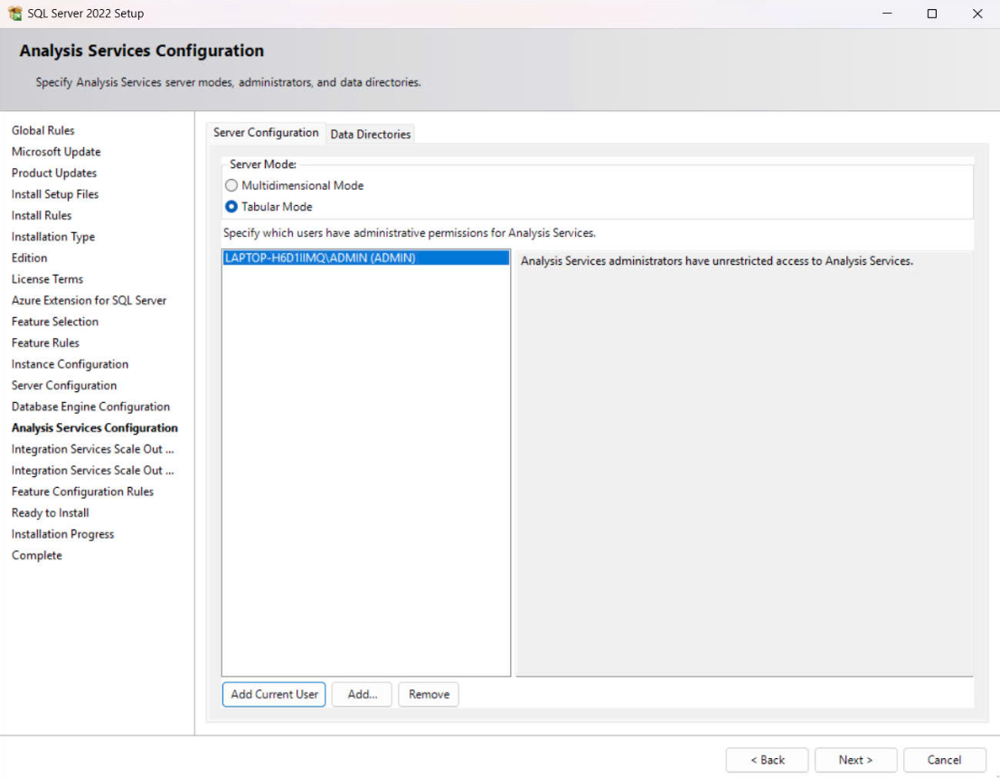 SQL Server 2022 Setup
Analysis Services Configuration
Specify Analysis Services server modes, administrators, and data directories.
Global Rules
Microsoft Update
Product Updates
Install Setup Files
Install Rules
Installation Type
Edition
License Terms
Azure Extension for SQL Server
Feature Selection
Feature Rules
Instance Configuration
Server Configuration
Database Engine Configuration
Analysis Services Configuration
Integration Services Scale Out ...
Integration Services Scale Out ...
Feature Configuration Rules
Ready to Install
Installation Progress
Complete
Server Configuration Data Directories
Server Mode:
Multidimensional Mode
Tabular Mode
Specify which users have administrative permissions for Analysis Services.
LAPTOP-H6D1IIMQ\ADMIN (ADMIN)
Analysis Services administrators have unrestricted access to Analysis Services.
Add Current User Add... Remove
< Back Next > Cancel